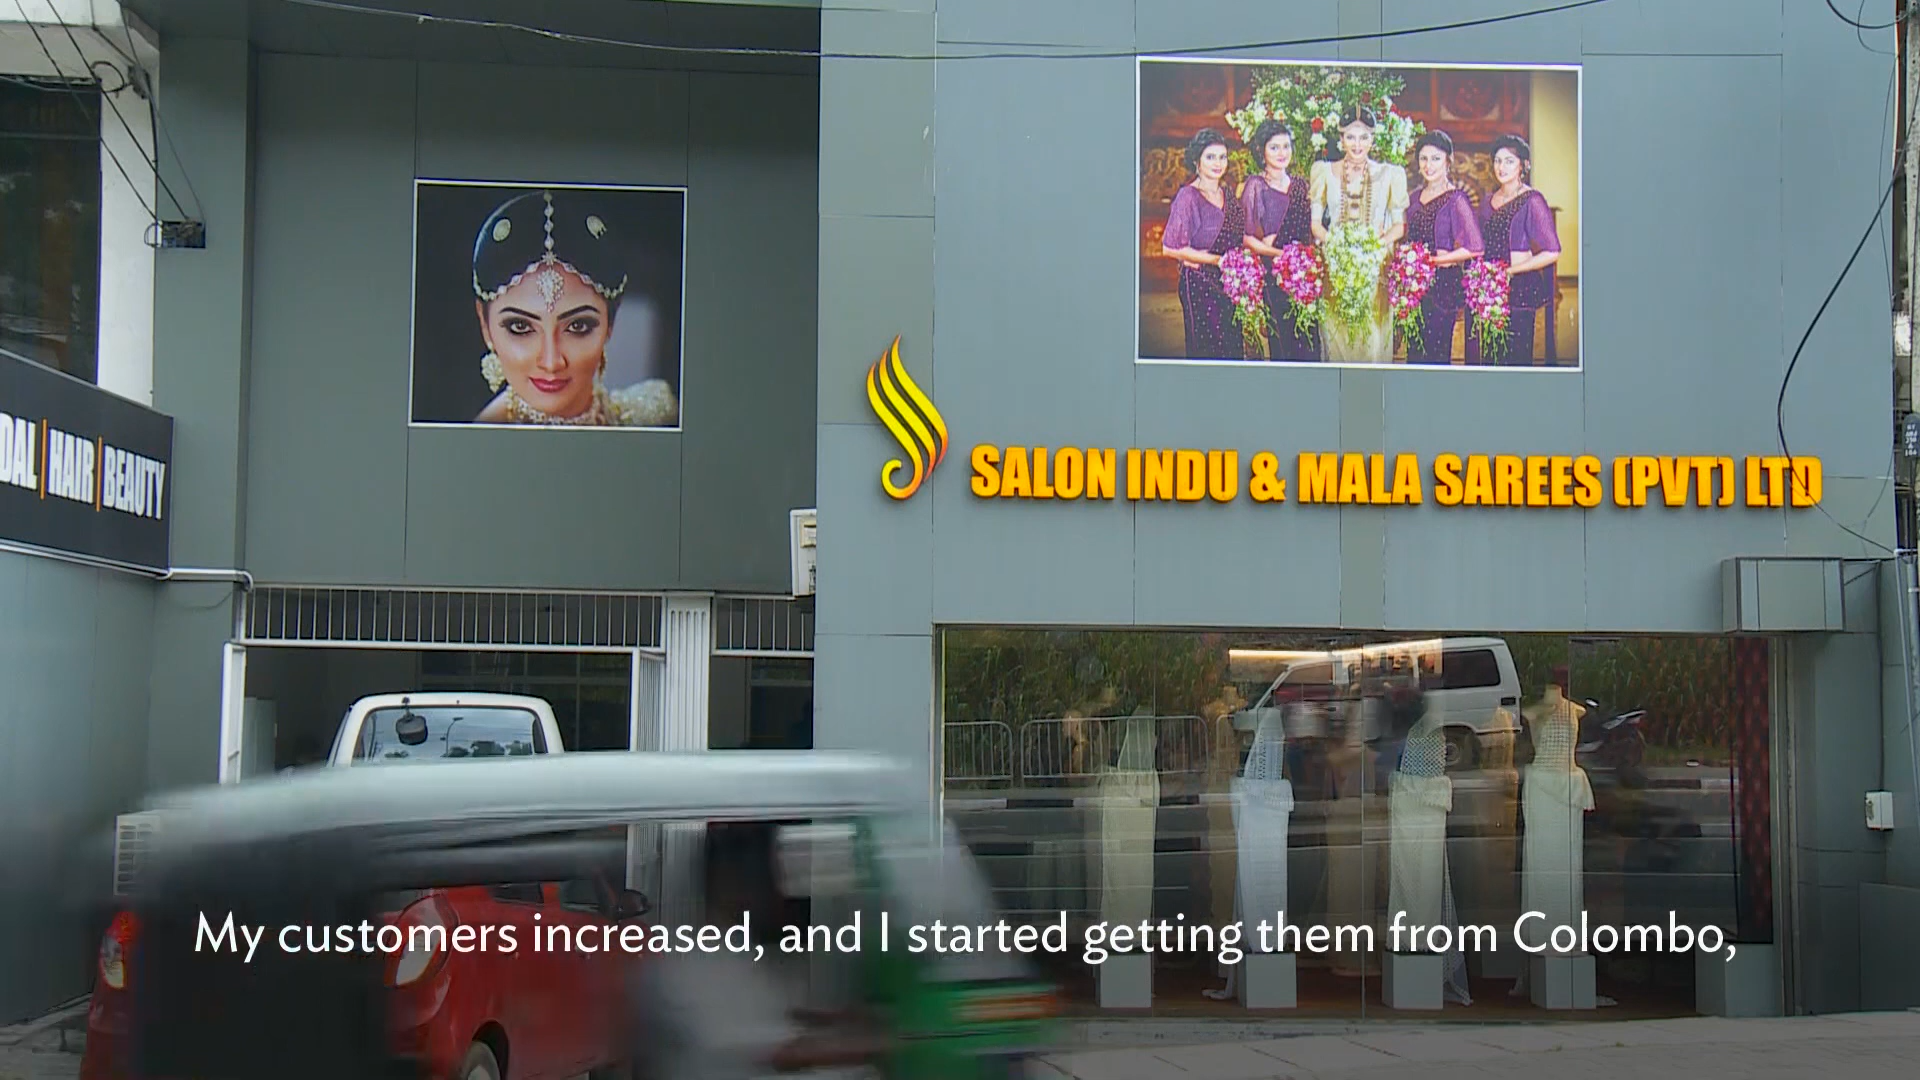 DAL | HAIR | BEAUTY
SALON INDU & MALA SAREES (PVT) LTD
My customers increased, and I started getting them from Colombo,